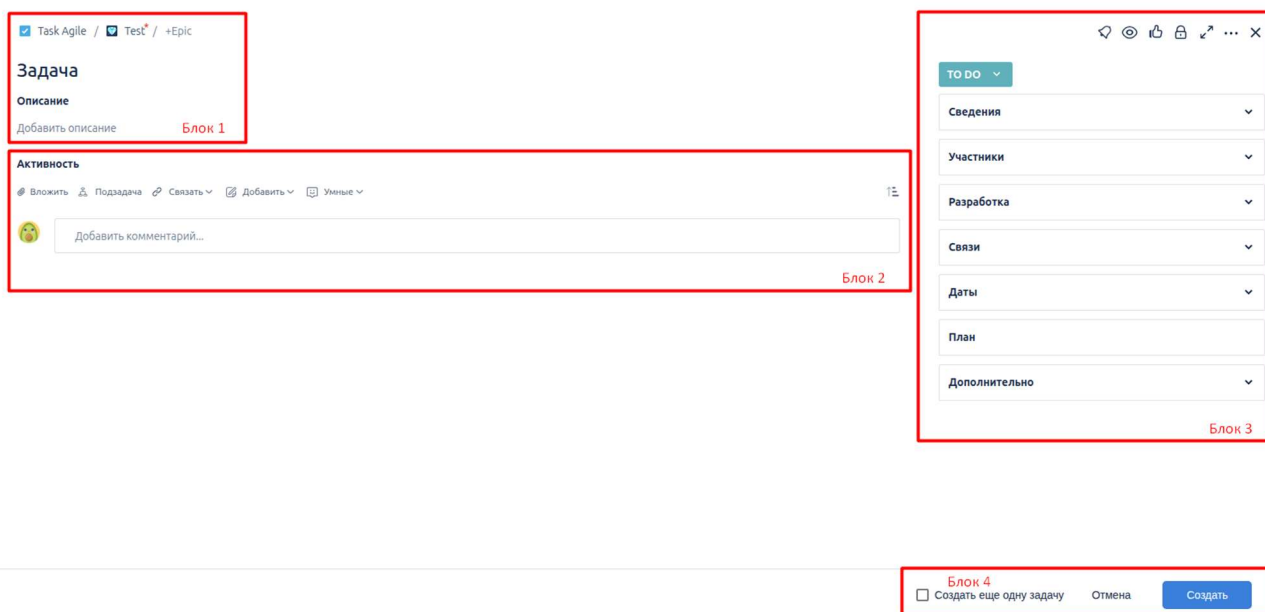 Task Agile / Test* / +Epic
Задача
Описание
Добавить описание
Блок 1
Активность
Вложить Подзадача Связать Добавить Умные
Добавить комментарий...
Блок 2
TO DO
Сведения
Участники
Разработка
Связи
Даты
План
Дополнительно
Блок 3
Блок 4
Создать еще одну задачу Отмена Создать